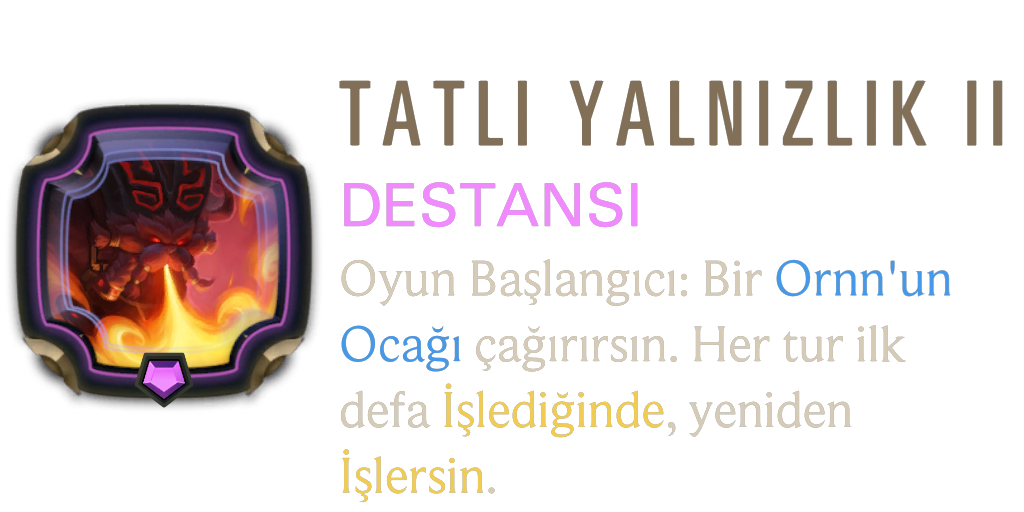 TATLI YALNIZLIK II
DESTANSI
Oyun Başlangıcı: Bir Ornn'un
Ocağı çağırırsın. Her tur ilk
defa İşlediğinde, yeniden
İşlersin.